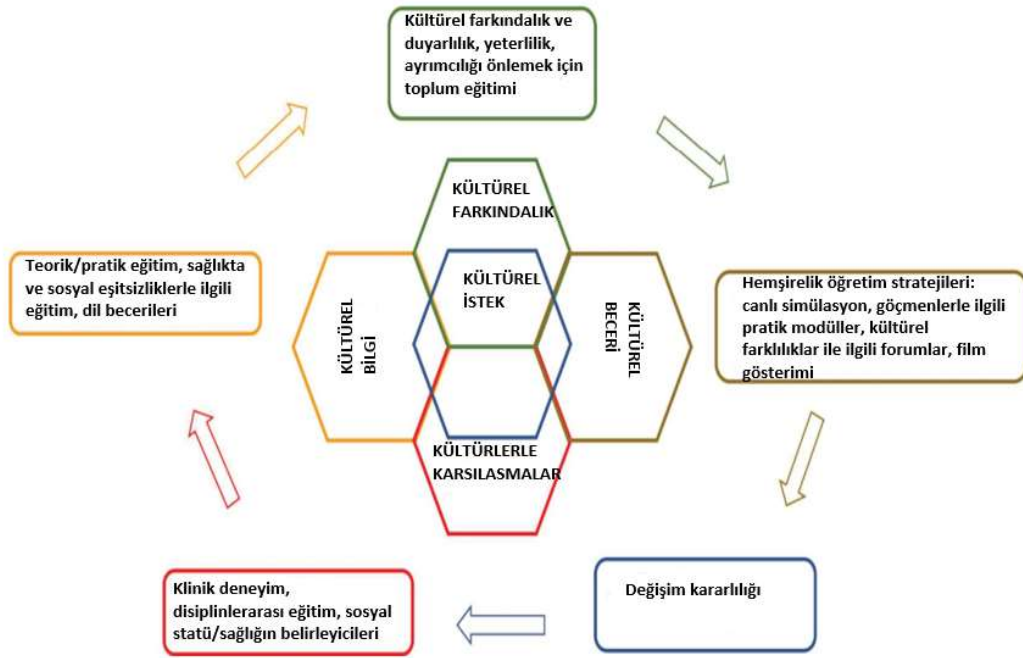 Kültürel farkındalık ve
duyarlılık, yeterlilik,
ayrımcılığı önlemek için
toplum eğitimi
KÜLTÜREL
FARKINDALIK
Teorik/pratik eğitim, sağlıkta
ve sosyal eşitsizliklerle ilgili
eğitim, dil becerileri
KÜLTÜREL
BİLGİ
KÜLTÜREL
İSTEK
KÜLTÜREL
BECERİ
Hemşirelik öğretim stratejileri:
canlı simülasyon, göçmenlerle ilgili
pratik modüller, kültürel
farklılıklar ile ilgili forumlar, film
gösterimi
KÜLTÜRLERLE
KARSILASMALAR
Klinik deneyim,
disiplinlerarası eğitim, sosyal
statü/sağlığın belirleyicileri
Değişim kararlılığı